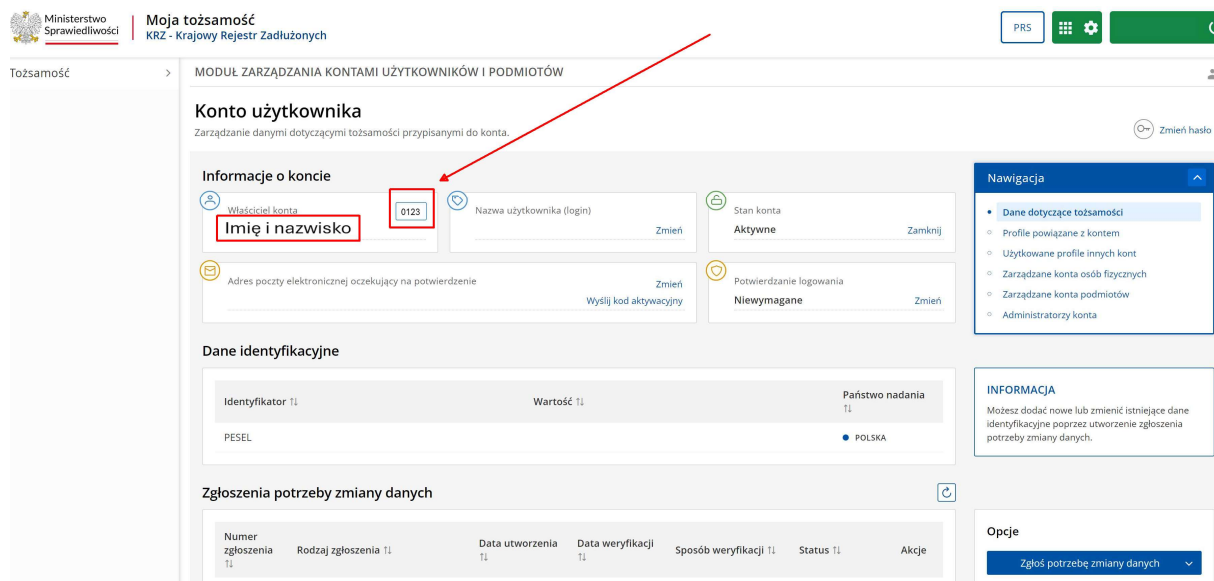 Ministerstwo
Sprawiedliwości
Moja tożsamość
KRZ - Krajowy Rejestr Zadłużonych
PRS
Tożsamość
MODUŁ ZARZĄDZANIA KONTAMI UŻYTKOWNIKÓW I PODMIOTÓW
Konto użytkownika
Zarządzanie danymi dotyczącymi tożsamości przypisanymi do konta.
Zmień hasło
Informacje o koncie
Właściciel konta
0123
Imię i nazwisko
Nazwa użytkownika (login)
Zmień
Stan konta
Aktywne
Zamknij
Adres poczty elektronicznej oczekujący na potwierdzenie
Zmień
Wyślij kod aktywacyjny
Potwierdzanie logowania
Niewymagane
Zmień
Nawigacja
Dane dotyczące tożsamości
Profile powiązane z kontem
Użytkowane profile innych kont
Zarządzane konta osób fizycznych
Zarządzane konta podmiotów
Administratorzy konta
Dane identyfikacyjne
Identyfikator
Wartość
Państwo nadania
PESEL
POLSKA
INFORMACJA
Możesz dodać nowe lub zmienić istniejące dane
identyfikacyjne poprzez utworzenie zgłoszenia
potrzeby zmiany danych.
Zgłoszenia potrzeby zmiany danych
Numer
zgłoszenia
Rodzaj zgłoszenia
Data utworzenia
Data weryfikacji
Sposób weryfikacji
Status
Akcje
Opcje
Zgłoś potrzebę zmiany danych